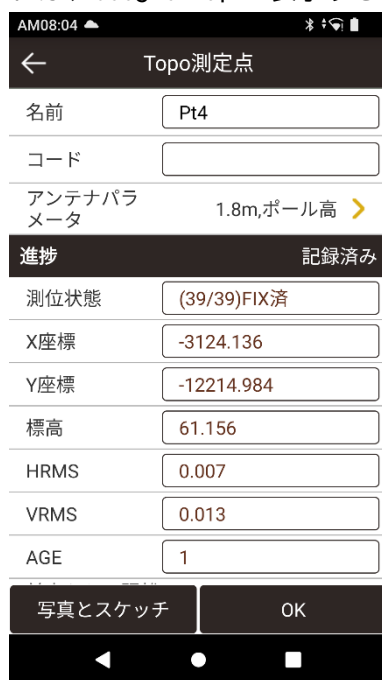 AM08:04
Topo測定点
名前 Pt4
コード
アンテナパラ
メータ
1.8m,ポール高
進捗 記録済み
測位状態 (39/39)FIX済
X座標 -3124.136
Y座標 -12214.984
標高 61.156
HRMS 0.007
VRMS 0.013
AGE 1
写真とスケッチ OK